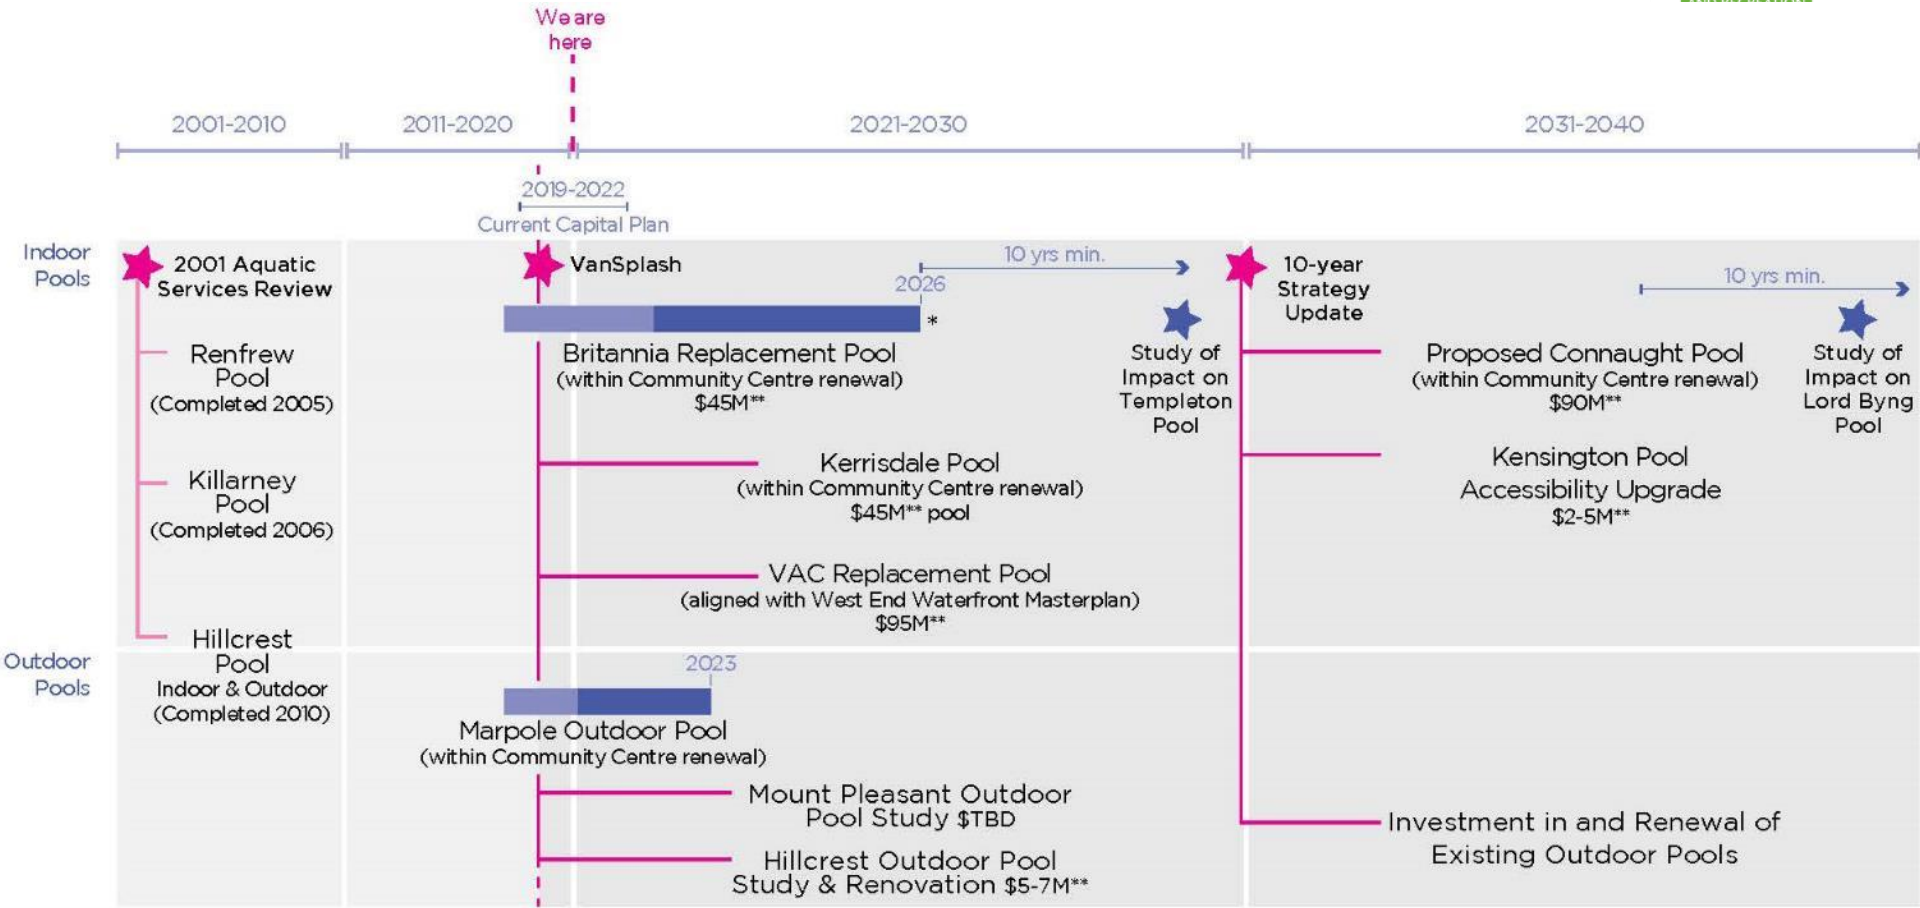 We are
here
2001-2010
2011-2020
2021-2030
2031-2040
2019-2022
Current Capital Plan
Indoor
Pools
2001 Aquatic
Services Review
Renfrew
Pool
(Completed 2005)
Killarney
Pool
(Completed 2006)
Hillcrest
Pool
Indoor & Outdoor
(Completed 2010)
VanSplash
10 yrs min.
2026
*
Britannia Replacement Pool
(within Community Centre renewal)
$45M**
Study of
Impact on
Templeton
Pool
Kerrisdale Pool
(within Community Centre renewal)
$45M** pool
VAC Replacement Pool
(aligned with West End Waterfront Masterplan)
$95M**
10-year
Strategy
Update
10 yrs min.
Proposed Connaught Pool
(within Community Centre renewal)
$90M**
Study of
Impact on
Lord Byng
Pool
Kensington Pool
Accessibility Upgrade
$2-5M**
Outdoor
Pools
2023
Marpole Outdoor Pool
(within Community Centre renewal)
Mount Pleasant Outdoor
Pool Study $TBD
Hillcrest Outdoor Pool
Study & Renovation $5-7M**
Investment in and Renewal of
Existing Outdoor Pools